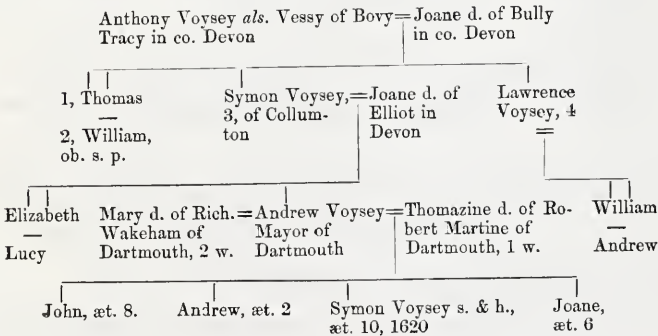 Anthony Voysey als. Vessy of Bovy = Joane d. of Bully
Tracy in co. Devon in co. Devon
1, Thomas
—
2, William,
ob. s. p.
Symon Voysey, = Joane d. of
3, of Collum- Elliot in
ton Devon
Lawrence
Voysey, 4
=
Elizabeth
—
Lucy
Mary d. of Rich. = Andrew Voysey = Thomazine d. of Ro-
Wakeham of Mayor of bert Martine of
Dartmouth, 2 w. Dartmouth Dartmouth, 1 w.
William
—
Andrew
John, æt. 8.
Andrew, æt. 2
Symon Voysey s. & h.,
æt. 10, 1620
Joane,
æt. 6